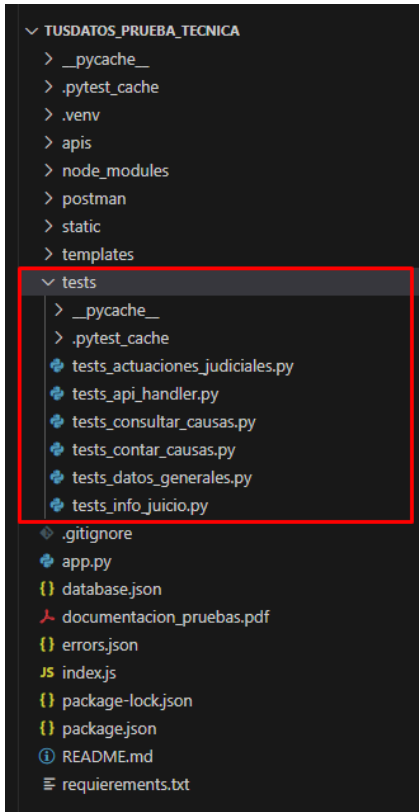 TUSDATOS_PRUEBA_TECNICA
__pycache__
.pytest_cache
.venv
apis
node_modules
postman
static
templates
tests
__pycache__
.pytest_cache
tests_actuaciones_judiciales.py
tests_api_handler.py
tests_consultar_causas.py
tests_contar_causas.py
tests_datos_generales.py
tests_info_juicio.py
.gitignore
app.py
{} database.json
documentacion_pruebas.pdf
{} errors.json
JS index.js
{} package-lock.json
{} package.json
README.md
requierements.txt